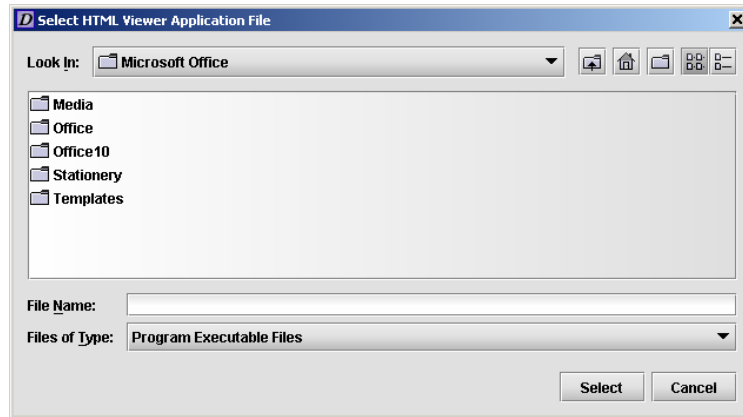 D Select HTML Viewer Application File
Look In: Microsoft Office
Media
Office
Office10
Stationery
Templates
File Name:
Files of Type: Program Executable Files
Select Cancel